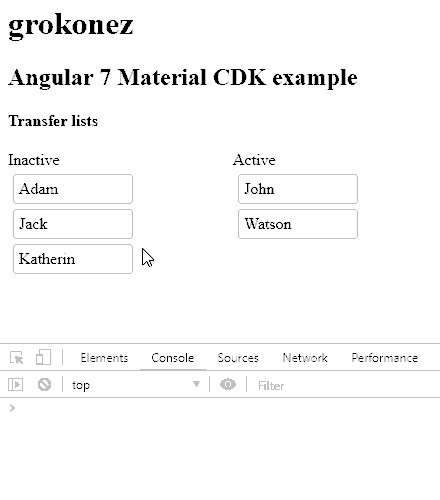 grokonez
Angular 7 Material CDK example
Transfer lists
Inactive Active
Adam John
Jack Watson
Katherin
Elements Console Sources Network Performance
top Filter